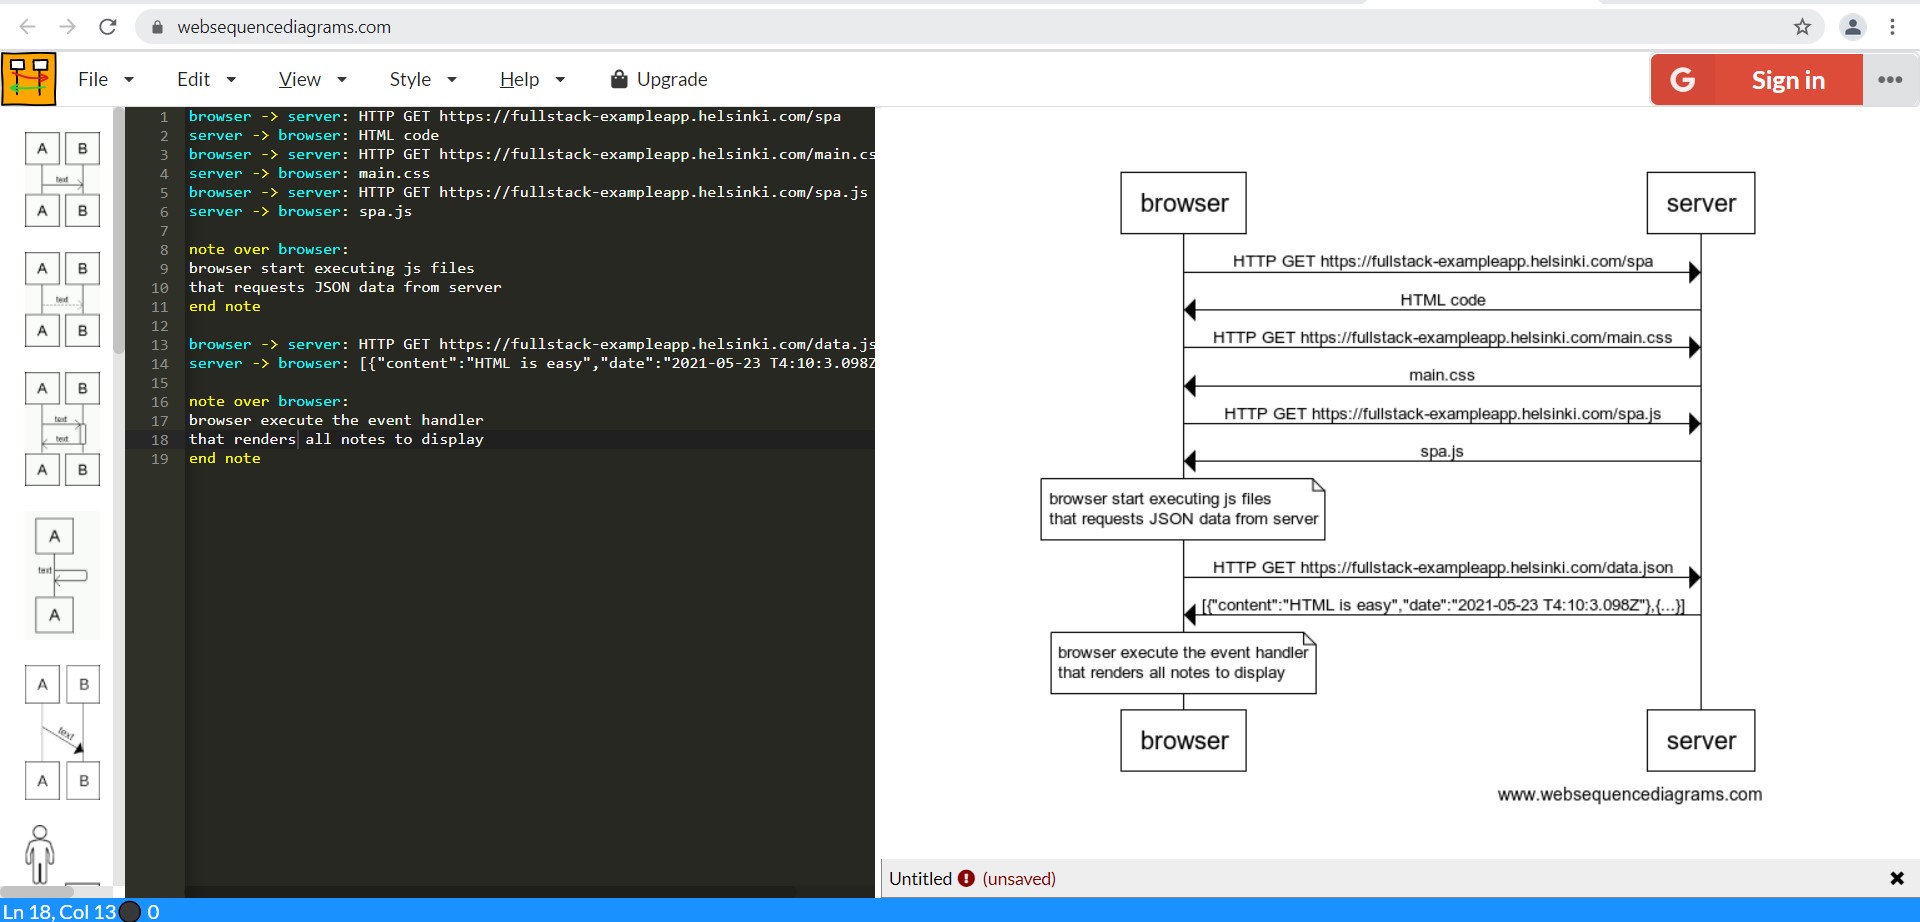 websequencediagrams.com
File Edit View Style Help Upgrade
G Sign in
A B
text
A B
A B
text
A B
A B
text
text
A B
A
text
A
A B
text
A B
1 browser -> server: HTTP GET https://fullstack-exampleapp.helsinki.com/spa
2 server -> browser: HTML code
3 browser -> server: HTTP GET https://fullstack-exampleapp.helsinki.com/main.cs
4 server -> browser: main.css
5 browser -> server: HTTP GET https://fullstack-exampleapp.helsinki.com/spa.js
6 server -> browser: spa.js
7
8 note over browser:
9 browser start executing js files
10 that requests JSON data from server
11 end note
12
13 browser -> server: HTTP GET https://fullstack-exampleapp.helsinki.com/data.js
14 server -> browser: [{"content":"HTML is easy","date":"2021-05-23 T4:10:3.098Z
15
16 note over browser:
17 browser execute the event handler
18 that renders all notes to display
19 end note
browser server
HTTP GET https://fullstack-exampleapp.helsinki.com/spa
HTML code
HTTP GET https://fullstack-exampleapp.helsinki.com/main.css
main.css
HTTP GET https://fullstack-exampleapp.helsinki.com/spa.js
spa.js
browser start executing js files
that requests JSON data from server
HTTP GET https://fullstack-exampleapp.helsinki.com/data.json
[{"content":"HTML is easy","date":"2021-05-23 T4:10:3.098Z"},{...}]
browser execute the event handler
that renders all notes to display
browser server
www.websequencediagrams.com
Untitled (unsaved)
Ln 18, Col 13 0